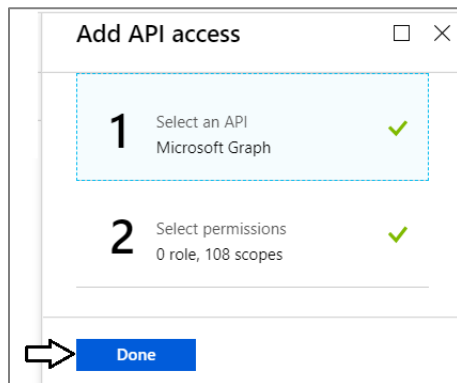 Add API access
1
Select an API
Microsoft Graph
2
Select permissions
0 role, 108 scopes
Done